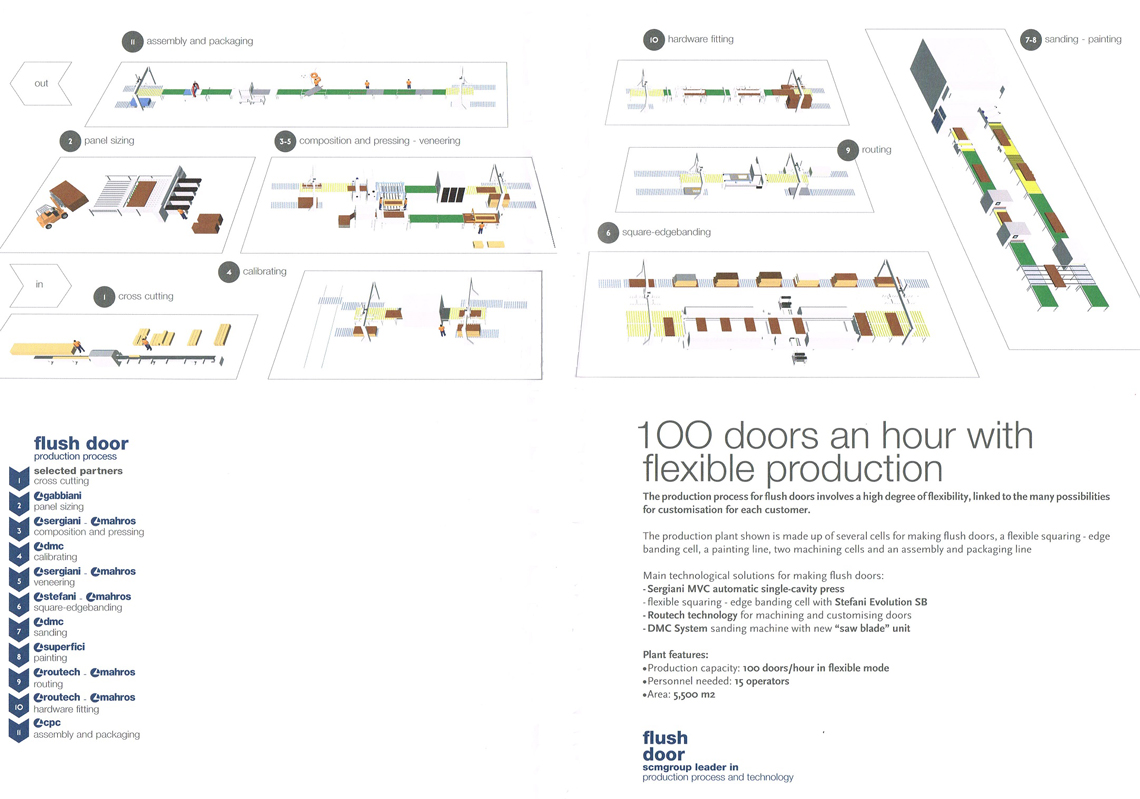 11 assembly and packaging
out
2 panel sizing
3-5 composition and pressing - veneering
in
4 calibrating
1 cross cutting
10 hardware fitting
7-8 sanding - painting
9 routing
6 square-edgebanding
flush door
production process
selected partners
1 cross cutting
gabbiani
2 panel sizing
sergiani - mahros
3 composition and pressing
dmc
4 calibrating
sergiani - mahros
5 veneering
stefani - mahros
6 square-edgebanding
dmc
7 sanding
superfici
8 painting
routech - mahros
9 routing
routech - mahros
10 hardware fitting
cpc
11 assembly and packaging
100 doors an hour with
flexible production
The production process for flush doors involves a high degree of flexibility, linked to the many possibilities
for customisation for each customer.
The production plant shown is made up of several cells for making flush doors, a flexible squaring - edge
banding cell, a painting line, two machining cells and an assembly and packaging line
Main technological solutions for making flush doors:
- Sergiani MVC automatic single-cavity press
- flexible squaring - edge banding cell with Stefani Evolution SB
- Routech technology for machining and customising doors
- DMC System sanding machine with new “saw blade” unit
Plant features:
•Production capacity: 100 doors/hour in flexible mode
•Personnel needed: 15 operators
•Area: 5,500 m2
flush
door
scmgroup leader in
production process and technology